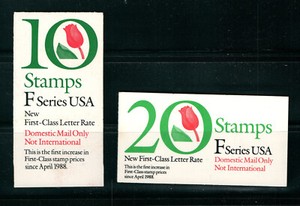 10
Stamps
F Series USA
New
First-Class Letter Rate
Domestic Mail Only
Not International
This is the first increase in
First-Class stamp prices
since April 1988.
20 Stamps
F Series USA
New First-Class Letter Rate
Domestic Mail Only
Not International
This is the first increase in
First-Class stamp prices
since April 1988